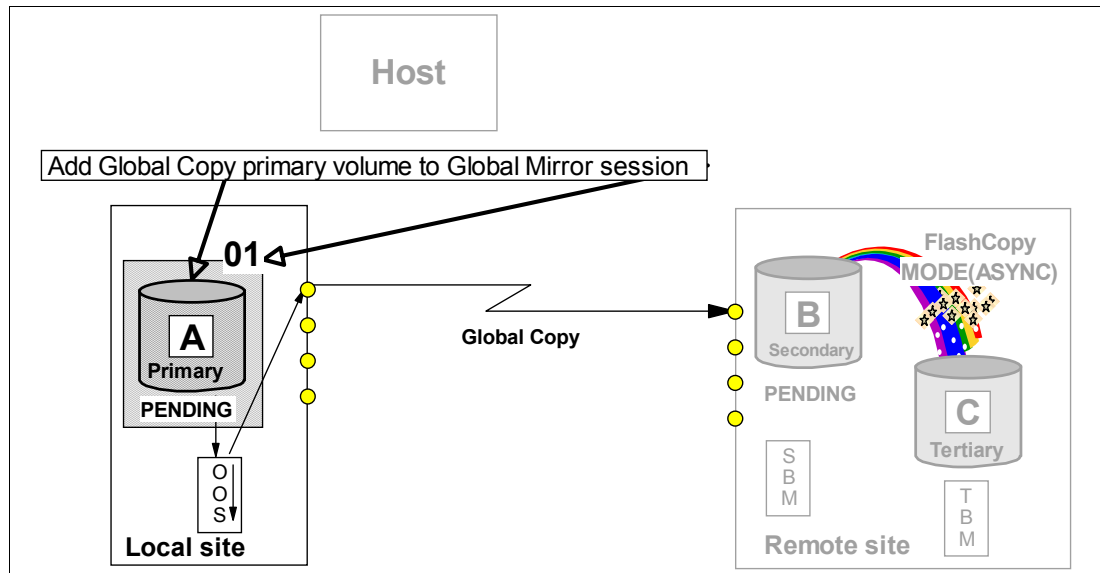 Host
Add Global Copy primary volume to Global Mirror session
01
A
Primary
PENDING
O
O
S
Local site
Global Copy
FlashCopy
MODE(ASYNC)
B
Secondary
PENDING
C
Tertiary
S
B
M
T
B
M
Remote site